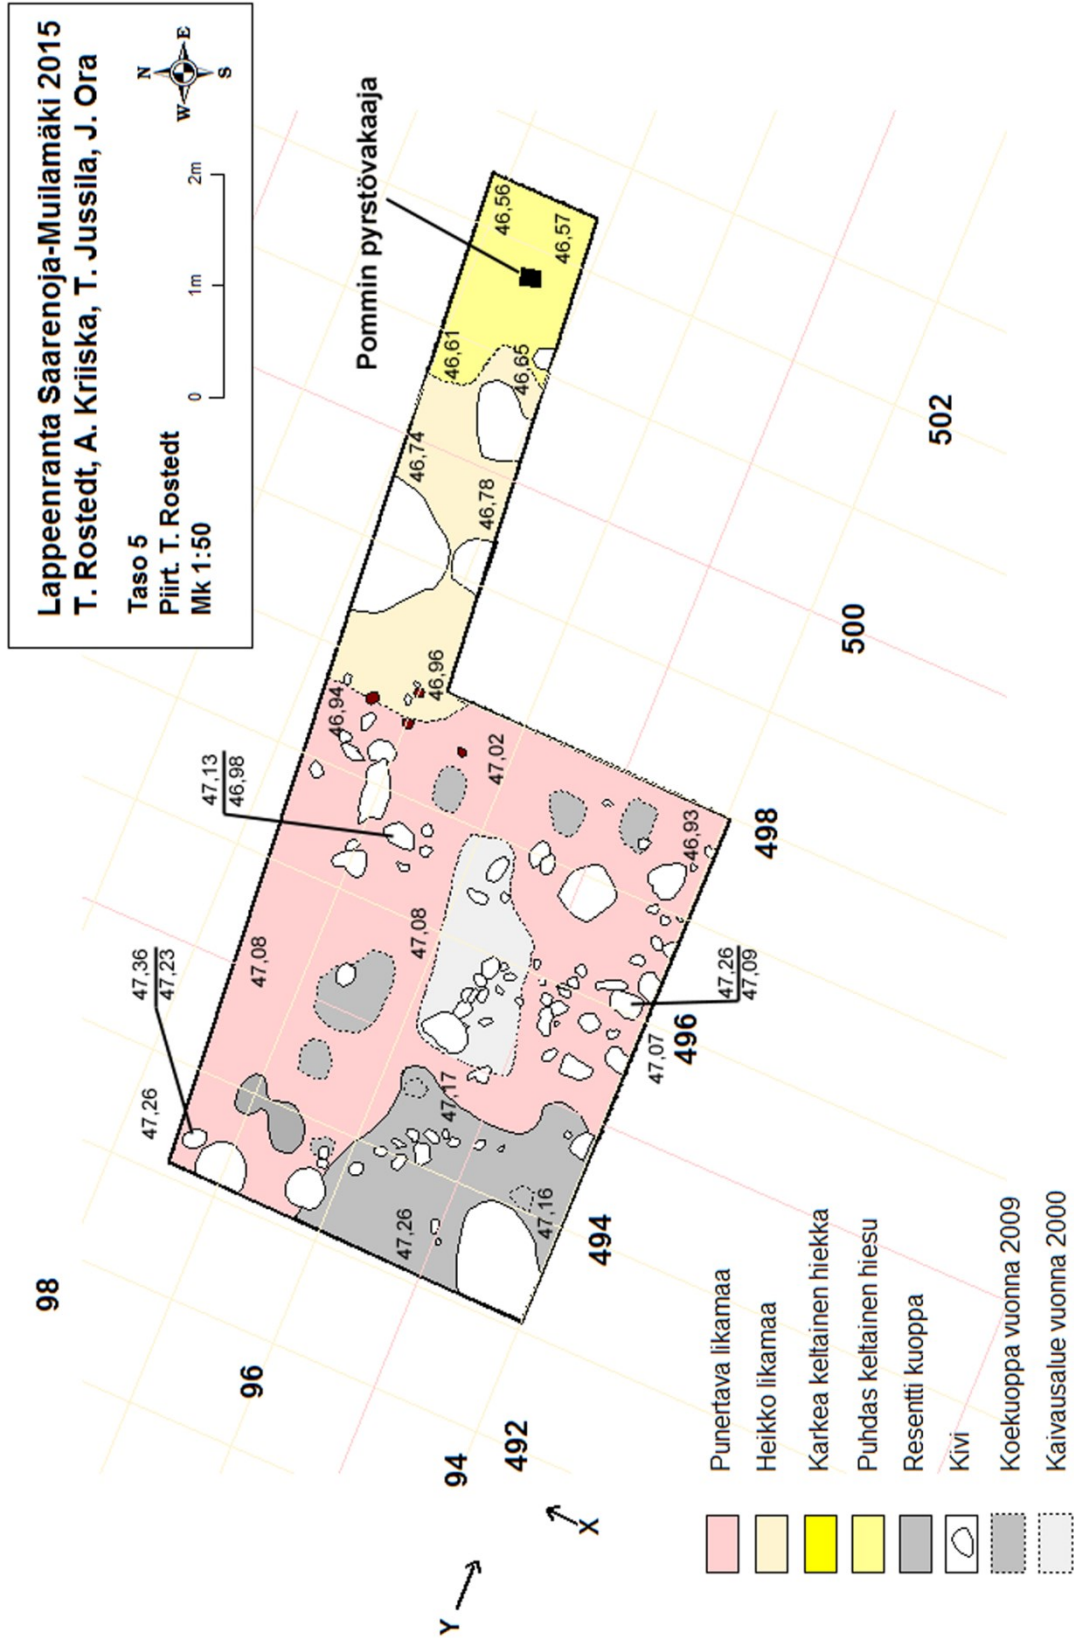 Lappeenranta Saarenoja-Muilamäki 2015
T. Rostedt, A. Kriiska, T. Jussila, J. Ora
Taso 5
Piirt. T. Rostedt
Mk 1:50
0 1m 2m
N
W E
S
Pommin pyrstövakaaja
98
47,26
47,36
47,23
47,08
47,13
46,98
46,94
46,74
46,61
46,56
96
47,26
47,17
47,08
47,02
46,96
46,78
46,65
46,57
94
492
47,16
494
47,07
496
47,26
47,09
46,93
498
500
502
Y
X
Punertava likamaa
Heikko likamaa
Karkea keltainen hiekka
Puhdas keltainen hiesu
Resentti kuoppa
Kivi
Koekuoppa vuonna 2009
Kaivausalue vuonna 2000